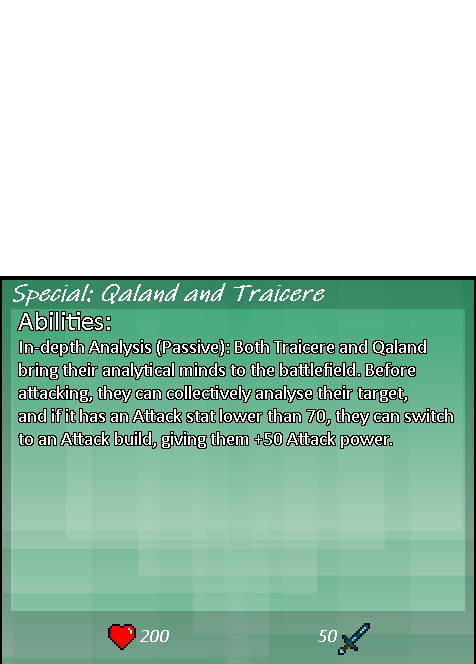 Special: Qaland and Traicere
Abilities:
In-depth Analysis (Passive): Both Traicere and Qaland
bring their analytical minds to the battlefield. Before
attacking, they can collectively analyse their target,
and if it has an Attack stat lower than 70, they can switch
to an Attack build, giving them +50 Attack power.
200
50